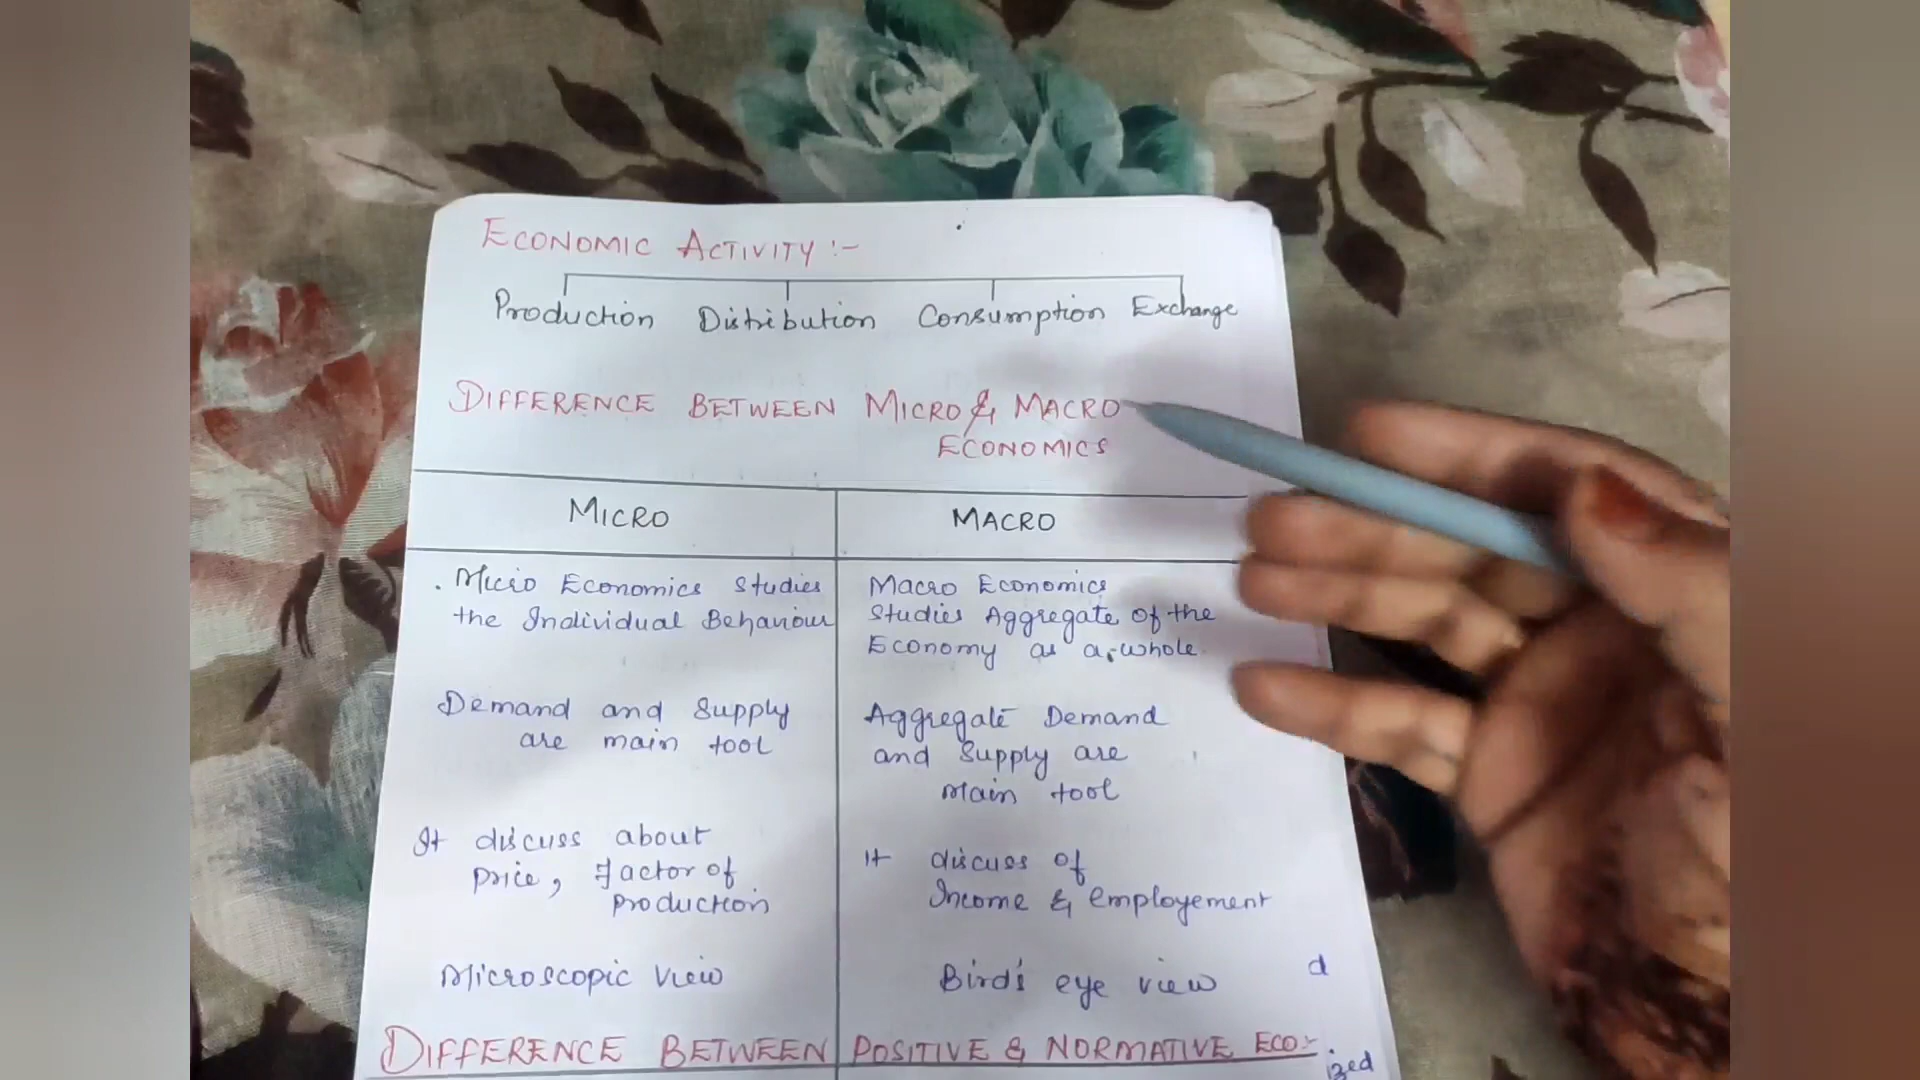 ECONOMIC ACTIVITY :-
Production Distribution Consumption Exchange
DIFFERENCE BETWEEN MICRO & MACRO
ECONOMICS
MICRO
MACRO
. Micro Economics Studies
the Individual Behaviour
Macro Economics
Studies Aggregate of the
Economy as a whole.
Demand and Supply
are main tool
Aggregate Demand
and Supply are
Main tool
It discuss about
price, Factor of
production
It discuss of
Income & employement
Microscopic View
Bird's eye view
d
DIFFERENCE BETWEEN POSITIVE & NORMATIVE ECO:-
ized